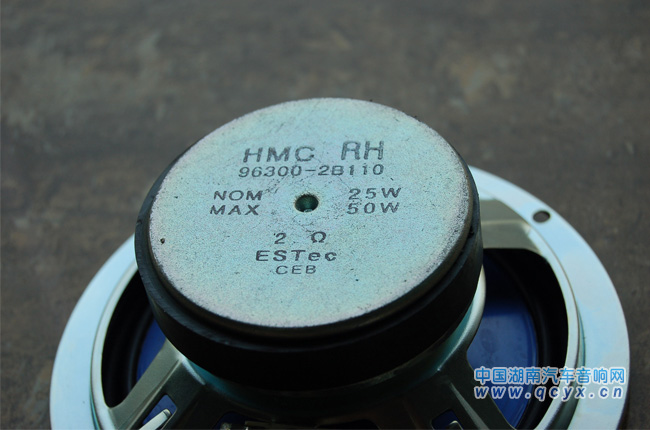 HMC RH
96300-2B110
NOM 25W
MAX 50W
2 Ω
ESTec
CEB
中国湖南汽车音响网
www.qcyx.cn